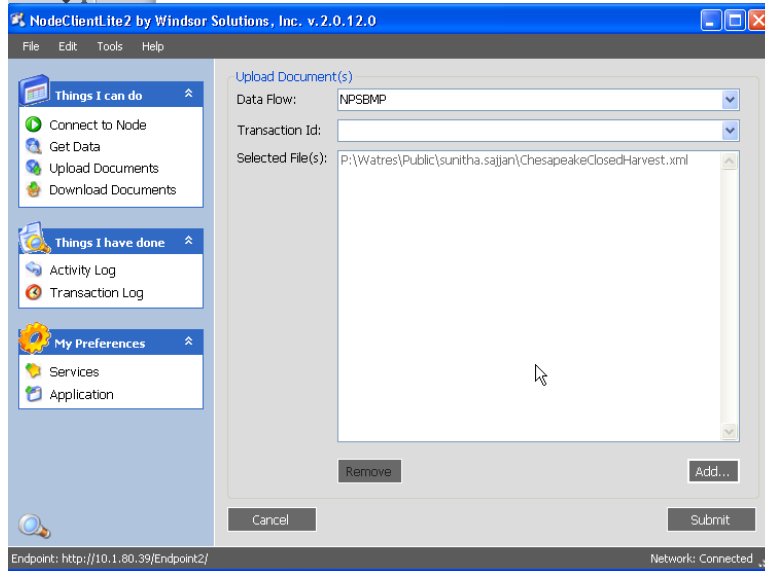 NodeClientLite2 by Windsor Solutions, Inc. v.2.0.12.0
File Edit Tools Help
Things I can do
Connect to Node
Get Data
Upload Documents
Download Documents
Things I have done
Activity Log
Transaction Log
My Preferences
Services
Application
Upload Document(s)
Data Flow: NPSBMP
Transaction Id:
Selected File(s): P:\Watres\Public\sunitha.sajjan\ChesapeakeClosedHarvest.xml
Remove Add...
Cancel Submit
Endpoint: http://10.1.80.39/Endpoint2/ Network: Connected